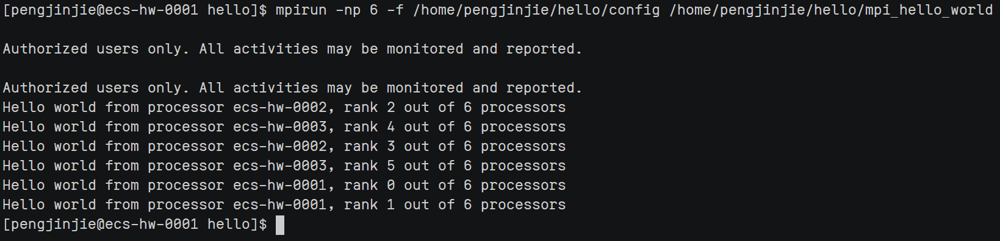 [pengjinjie@ecs-hw-0001 hello]$ mpirun -np 6 -f /home/pengjinjie/hello/config /home/pengjinjie/hello/mpi_hello_world
Authorized users only. All activities may be monitored and reported.
Authorized users only. All activities may be monitored and reported.
Hello world from processor ecs-hw-0002, rank 2 out of 6 processors
Hello world from processor ecs-hw-0003, rank 4 out of 6 processors
Hello world from processor ecs-hw-0002, rank 3 out of 6 processors
Hello world from processor ecs-hw-0003, rank 5 out of 6 processors
Hello world from processor ecs-hw-0001, rank 0 out of 6 processors
Hello world from processor ecs-hw-0001, rank 1 out of 6 processors
[pengjinjie@ecs-hw-0001 hello]$